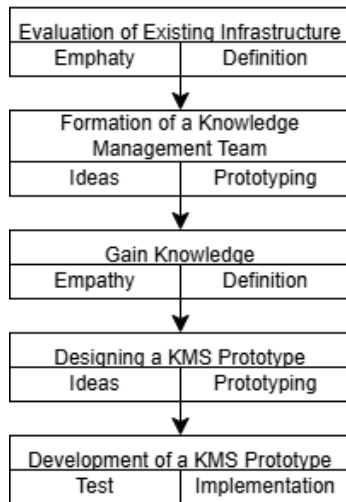 Evaluation of Existing Infrastructure
Emphaty Definition
Formation of a Knowledge
Management Team
Ideas Prototyping
Gain Knowledge
Empathy Definition
Designing a KMS Prototype
Ideas Prototyping
Development of a KMS Prototype
Test Implementation